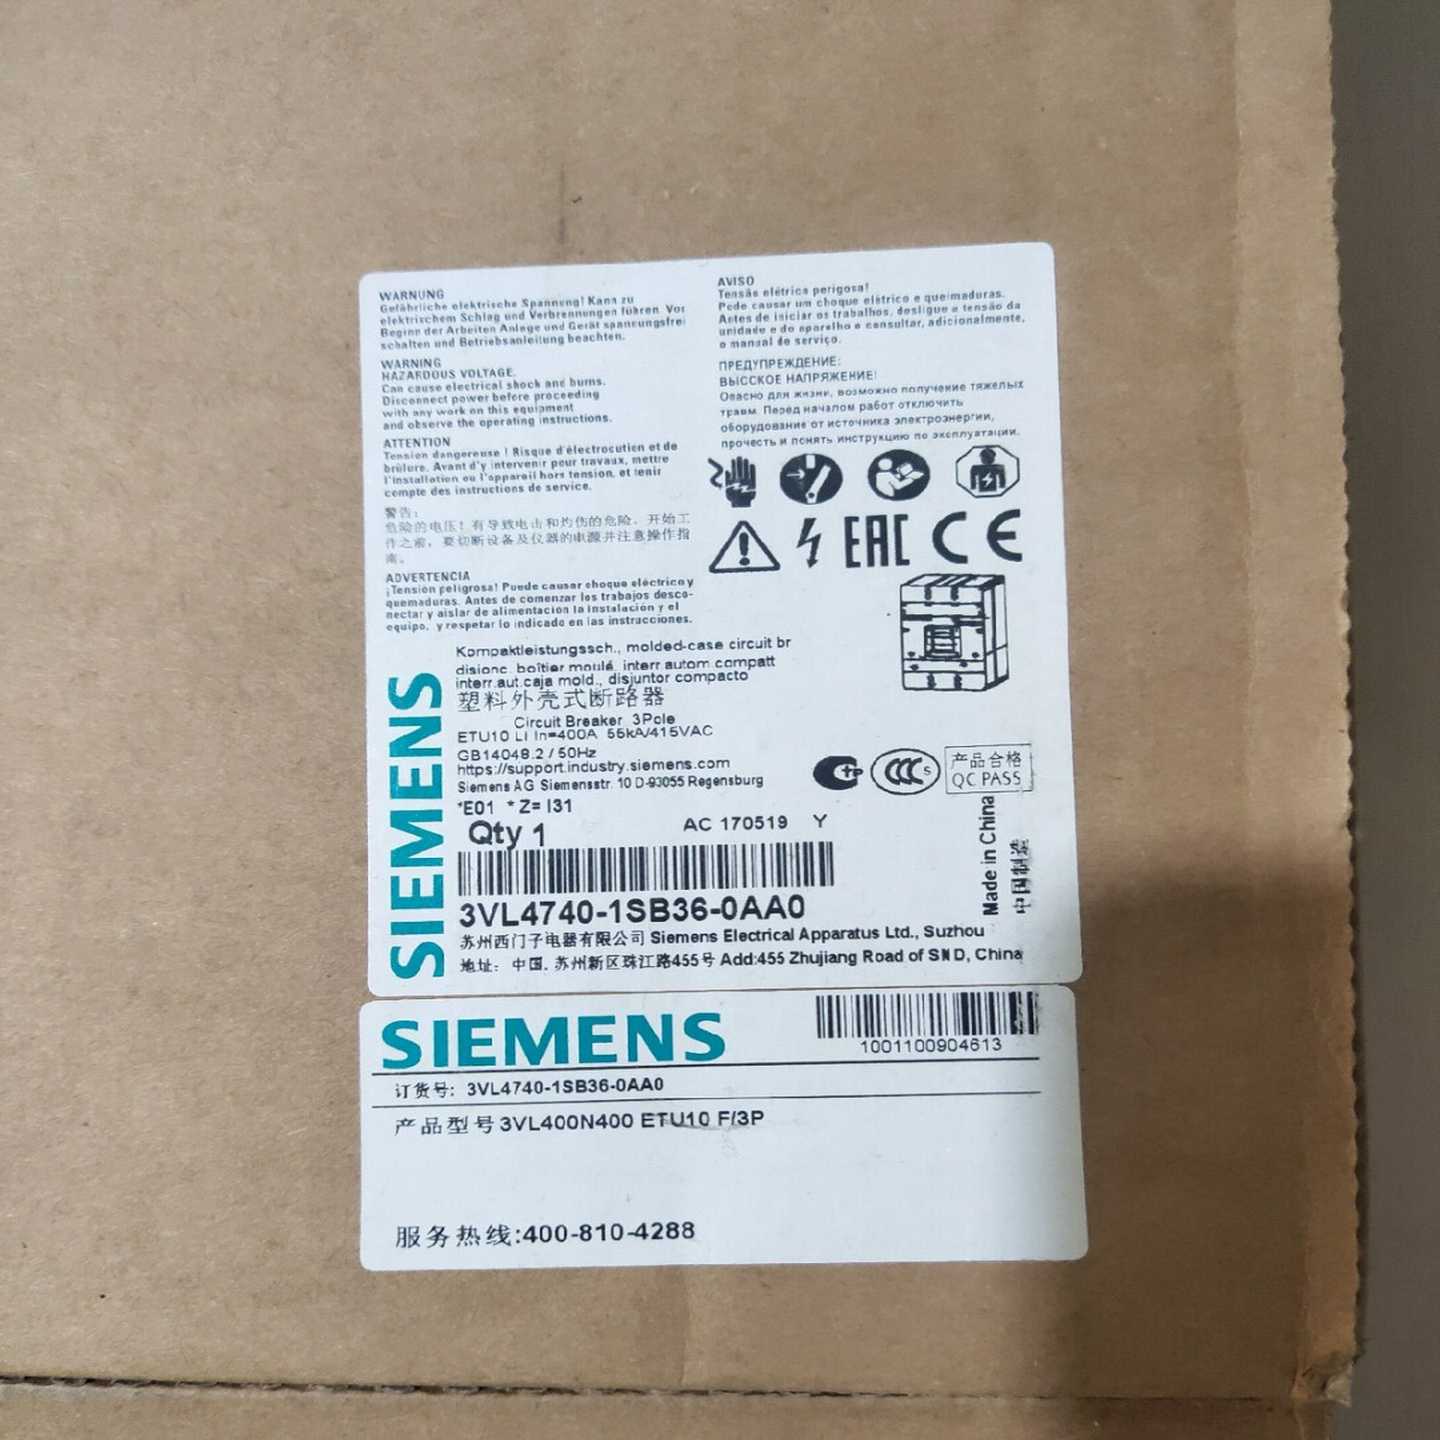 WARNUNG
Gefährliche elektrische Spannung! Kann zu
elektrischem Schlag und Verbrennungen führen. Vor
Beginn der Arbeiten Anlage und Gerät spannungsfrei
schalten und Betriebsanleitung beachten.
WARNING
HAZARDOUS VOLTAGE.
Can cause electrical shock and burns.
Disconnect power before proceeding
with any work on this equipment
and observe the operating instructions.
ATTENTION
Tension dangereuse ! Risque d'électrocution et de
brûlure. Avant d'y intervenir pour travaux, mettre
l'installation ou l'appareil hors tension, et tenir
compte des instructions de service.
警告:
危险的电压! 有导致电击和灼伤的危险. 开始工
作之前, 要切断设备及仪器的电源并注意操作指
南。
ADVERTENCIA
¡Tension peligrosa! Puede causar choque eléctrico y
quemaduras. Antes de comenzar los trabajos desco-
nectar y aislar de alimentacion la instalación y el
equipo, y respetar lo indicado en las instrucciones.
AVISO
Tensão elétrica perigosa!
Pode causar um choque elétrico e queimaduras.
Antes de iniciar os trabalhos, desligue a tensão da
unidade e do aparelho e consultar, adicionalmente,
o manual de serviço.
ПРЕДУПРЕЖДЕНИЕ:
ВЫССКОЕ НАПРЯЖЕНИЕ!
Опасно для жизни, возможно получение тяжелых
травм. Перед началом работ отключить
оборудование от источника электроэнергии,
прочесть и понять инструкцию по эксплуатации.
EAC CE
SIEMENS
Kompaktleistungssch., molded-case circuit br
disjonc. boîtier moulé, interr.autom.compatt
interr.aut.caja mold., disjuntor compacto
塑料外壳式断路器
Circuit Breaker 3Pole
ETU10 LI In=400A 55kA/415VAC
GB14048.2 / 50Hz
https://support.industry.siemens.com
Siemens AG Siemensstr. 10 D-93055 Regensburg
*E01 * Z= I31
Qty 1
AC 170519 Y
CCC S
产品合格
QC PASS
Made in China
中国制造
3VL4740-1SB36-0AA0
苏州西门子电器有限公司 Siemens Electrical Apparatus Ltd., Suzhou
地址: 中国. 苏州新区珠江路455号 Add:455 Zhujiang Road of SND, China
SIEMENS
1001100904613
订货号: 3VL4740-1SB36-0AA0
产品型号 3VL400N400 ETU10 F/3P
服务热线:400-810-4288